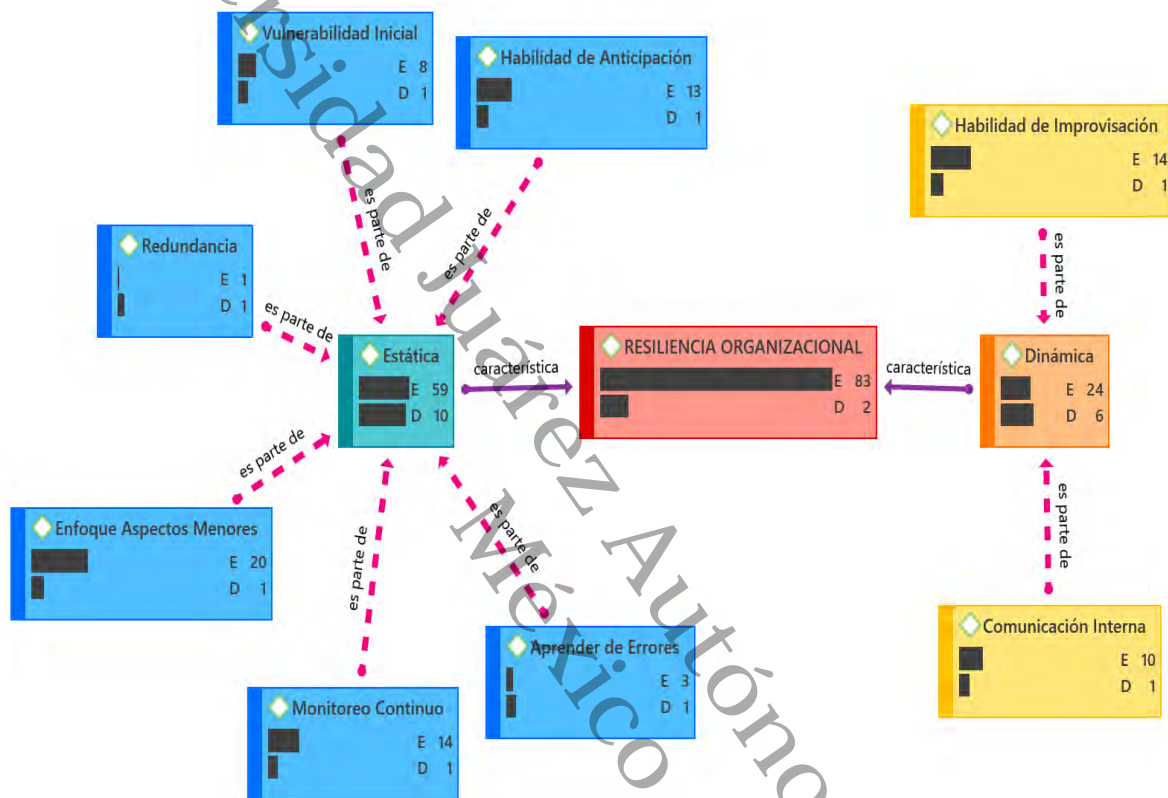 Vulnerabilidad Inicial
E 8
D 1
Habilidad de Anticipación
E 13
D 1
Habilidad de Improvisación
E 14
D 1
es parte de
es parte de
es parte de
Redundancia
E 1
D 1
es parte de
Estática
E 59
D 10
característica
RESILIENCIA ORGANIZACIONAL
E 83
D 2
característica
Dinámica
E 24
D 6
es parte de
Enfoque Aspectos Menores
E 20
D 1
es parte de
es parte de
es parte de
Aprender de Errores
E 3
D 1
Comunicación Interna
E 10
D 1
Monitoreo Continuo
E 14
D 1
ersidad Juárez Autóno
México